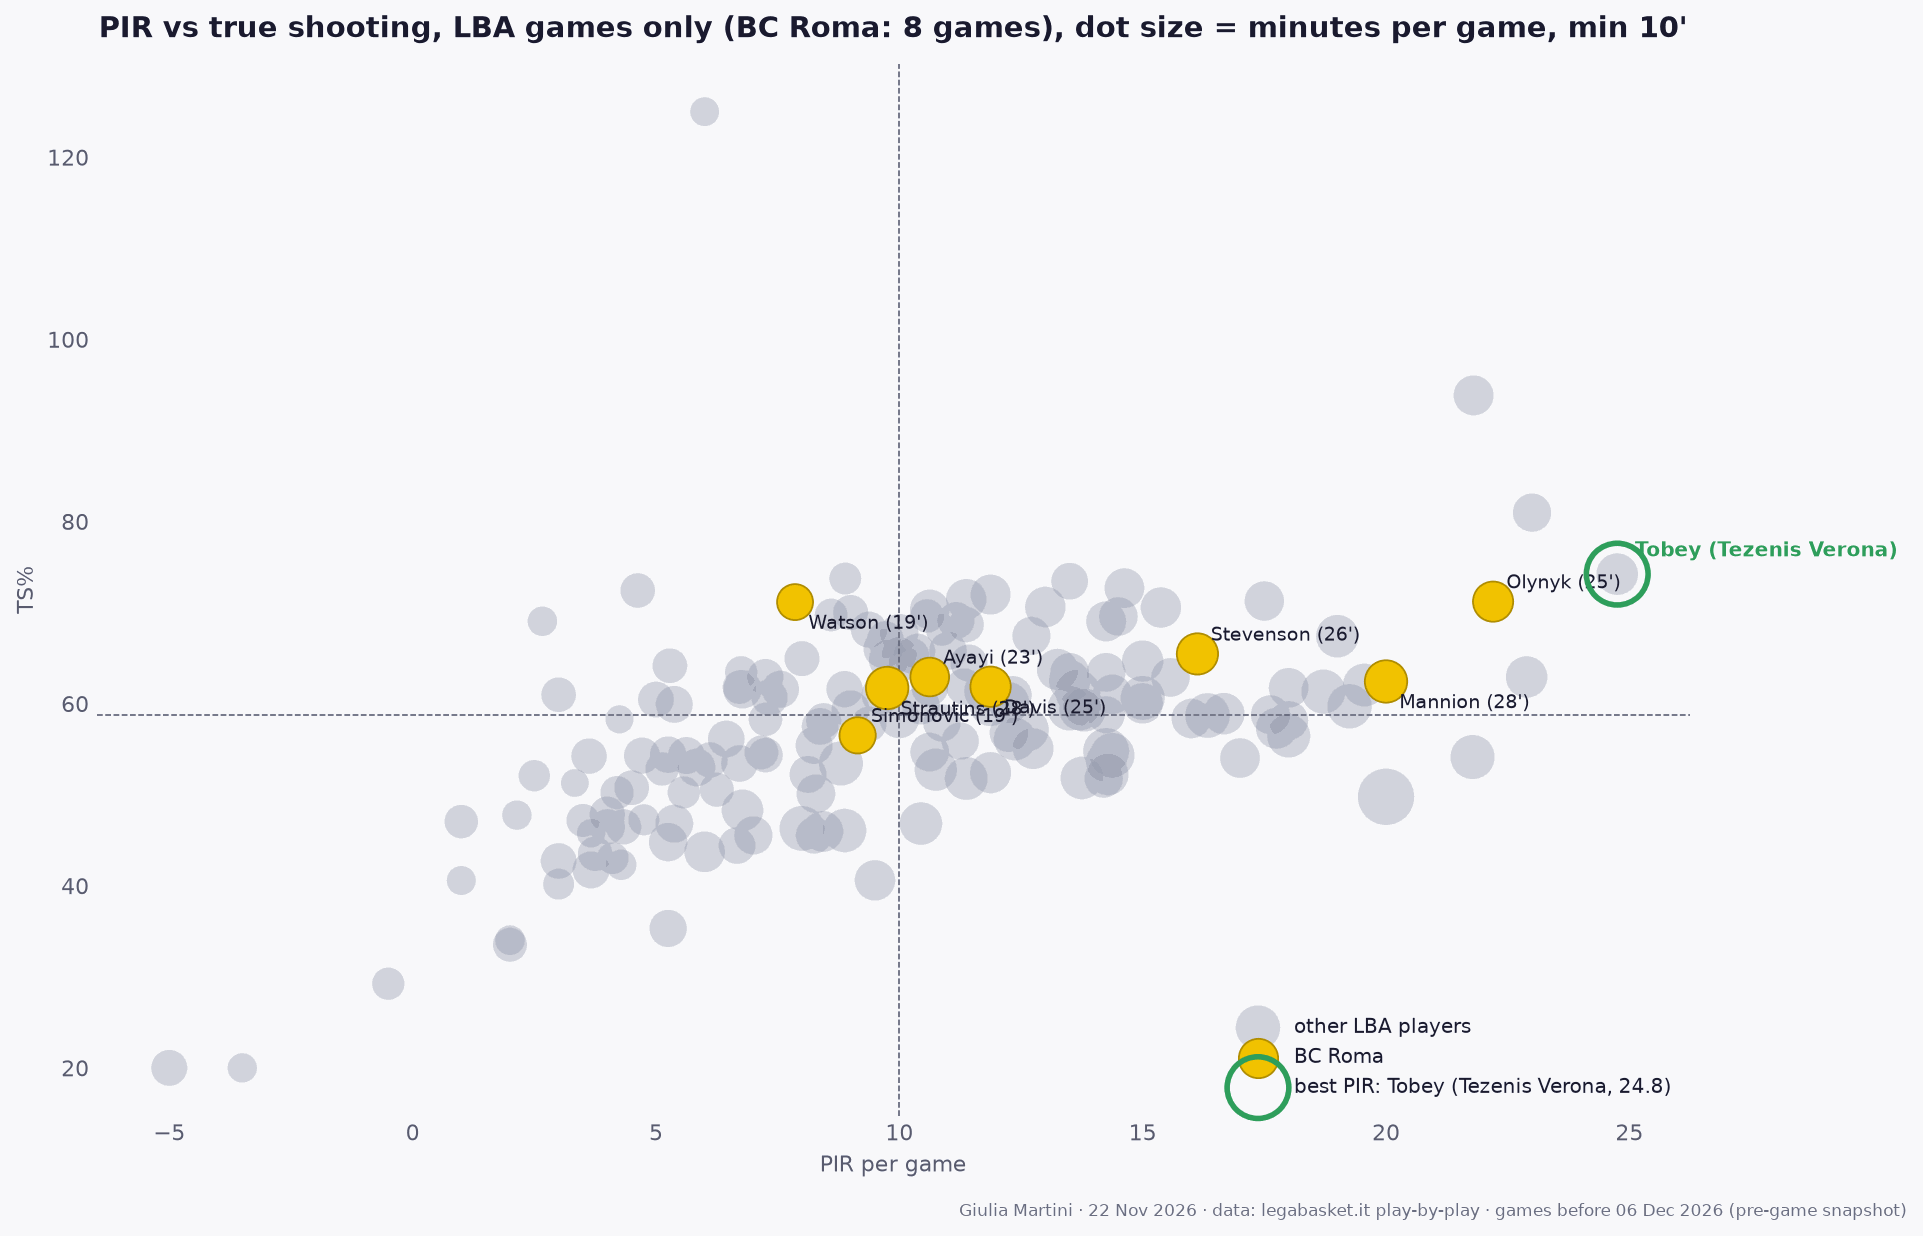 PIR vs true shooting, LBA games only (BC Roma: 8 games), dot size = minutes per game, min 10'
120
100
80
60
40
20
TS%
Tobey (Tezenis Verona)
Olynyk (25')
Watson (19')
Stevenson (26')
Ayayi (23')
Mannion (28')
Strautins (28')
Davis (25')
Simonovic (19')
other LBA players
BC Roma
best PIR: Tobey (Tezenis Verona, 24.8)
−5 0 5 10 15 20 25
PIR per game
Giulia Martini · 22 Nov 2026 · data: legabasket.it play-by-play · games before 06 Dec 2026 (pre-game snapshot)